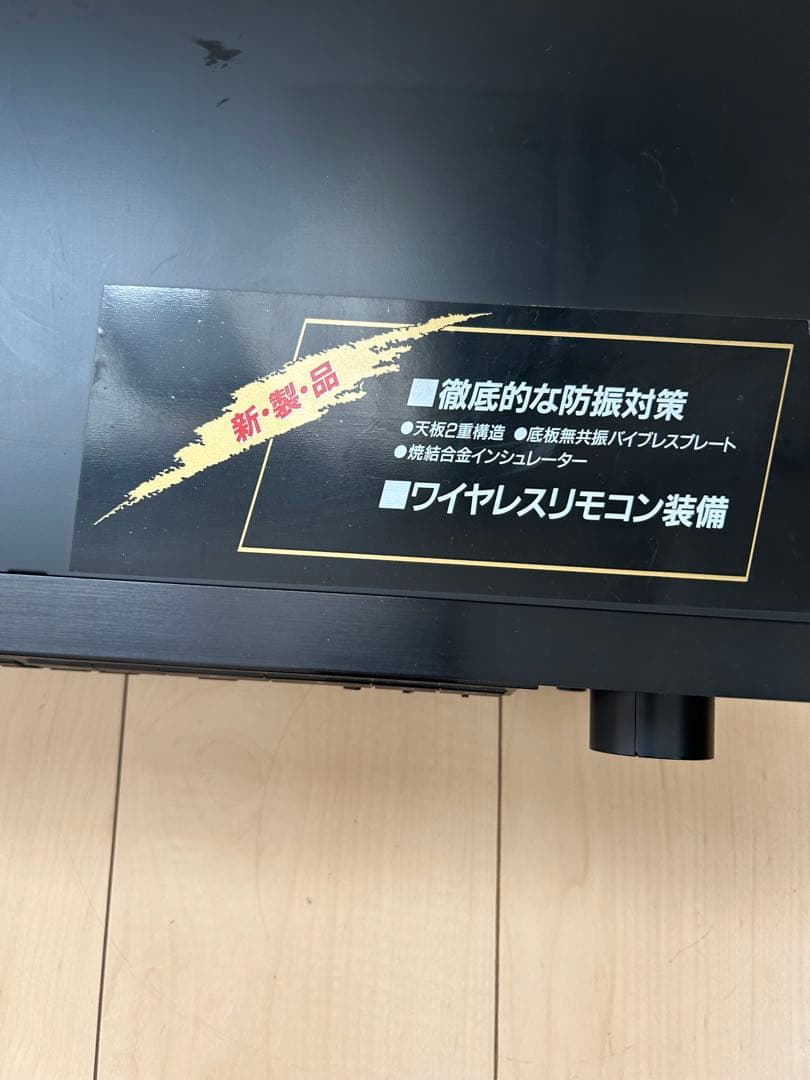 新・製・品
■徹底的な防振対策
●天板2重構造 ●底板無共振バイブレスプレート
●焼結合金インシュレーター
■ワイヤレスリモコン装備